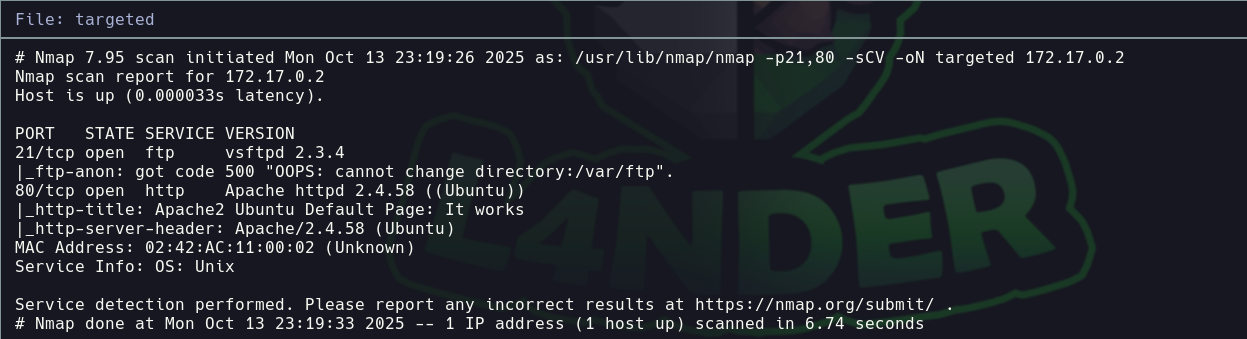 File: targeted
# Nmap 7.95 scan initiated Mon Oct 13 23:19:26 2025 as: /usr/lib/nmap/nmap -p21,80 -sCV -oN targeted 172.17.0.2
Nmap scan report for 172.17.0.2
Host is up (0.000033s latency).
PORT   STATE SERVICE VERSION
21/tcp open  ftp     vsftpd 2.3.4
|_ftp-anon: got code 500 "OOPS: cannot change directory:/var/ftp".
80/tcp open  http    Apache httpd 2.4.58 ((Ubuntu))
|_http-title: Apache2 Ubuntu Default Page: It works
|_http-server-header: Apache/2.4.58 (Ubuntu)
MAC Address: 02:42:AC:11:00:02 (Unknown)
Service Info: OS: Unix
Service detection performed. Please report any incorrect results at https://nmap.org/submit/ .
# Nmap done at Mon Oct 13 23:19:33 2025 -- 1 IP address (1 host up) scanned in 6.74 seconds
L4NDER